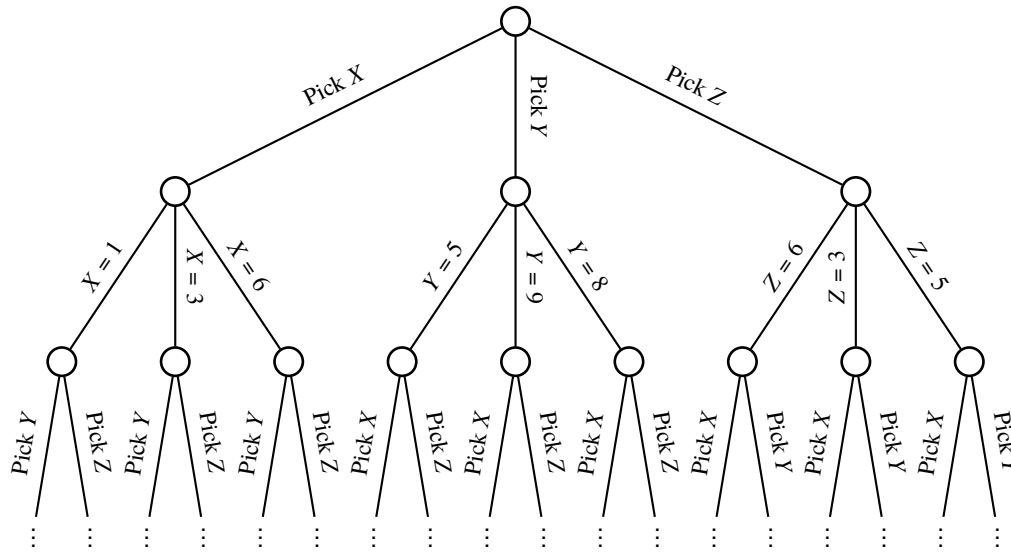 Pick X
Pick Y
Pick Z
X = 1
X = 3
X = 6
Y = 5
Y = 9
Y = 8
Z = 6
Z = 3
Z = 5
Pick Y
Pick Z
Pick Y
Pick Z
Pick Y
Pick Z
Pick X
Pick Z
Pick X
Pick Z
Pick X
Pick Z
Pick X
Pick Y
Pick X
Pick Y
Pick X
Pick Y
⋮ ⋮ ⋮ ⋮ ⋮ ⋮ ⋮ ⋮ ⋮ ⋮ ⋮ ⋮ ⋮ ⋮ ⋮ ⋮ ⋮ ⋮